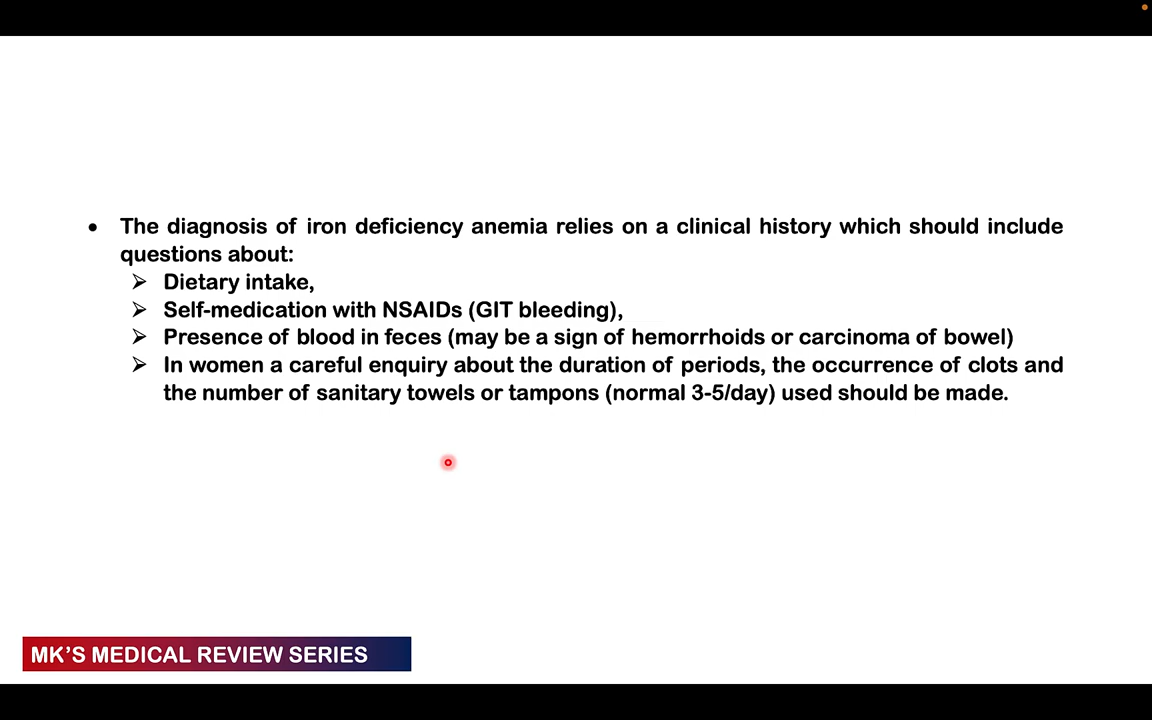 • The diagnosis of iron deficiency anemia relies on a clinical history which should include
questions about:
➢ Dietary intake,
➢ Self-medication with NSAIDs (GIT bleeding),
➢ Presence of blood in feces (may be a sign of hemorrhoids or carcinoma of bowel)
➢ In women a careful enquiry about the duration of periods, the occurrence of clots and
the number of sanitary towels or tampons (normal 3-5/day) used should be made.
MK'S MEDICAL REVIEW SERIES